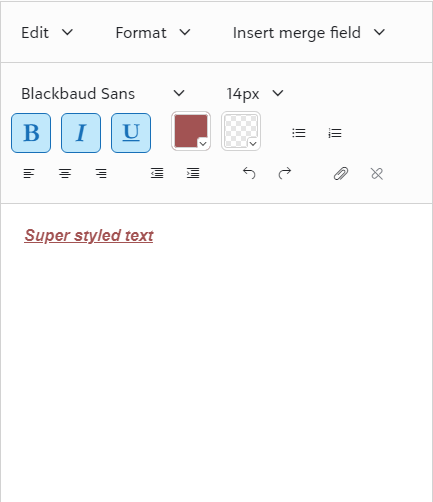 Edit Format Insert merge field
Blackbaud Sans 14px
B I U
Super styled text